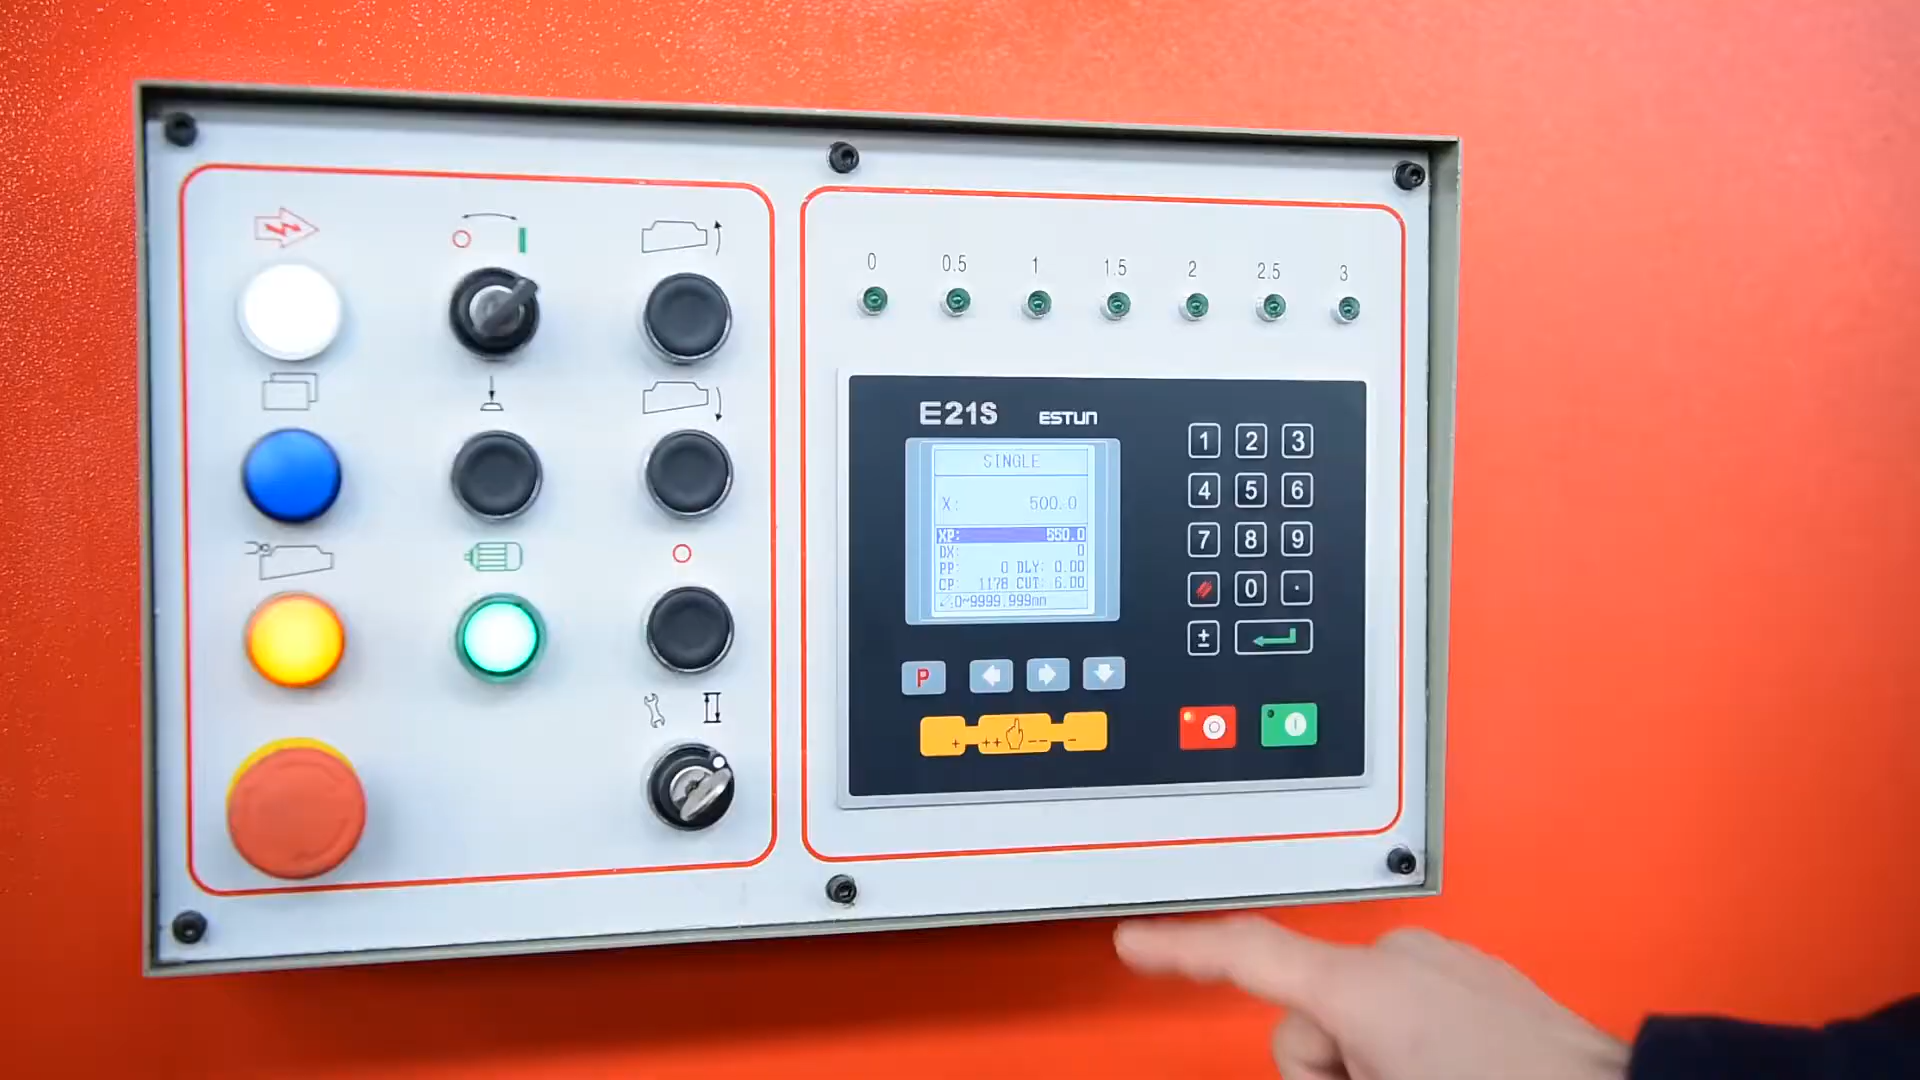 0 0.5 1 1.5 2 2.5 3
E21S ESTUN
SINGLE
X: 500.0
XP: 550.0
DX: 0
PP: 0 DLY: 0.00
CP: 1178 CUT: 6.00
0~9999.999mm
1 2 3
4 5 6
7 8 9
0 .
±
P
+ ++ -- -